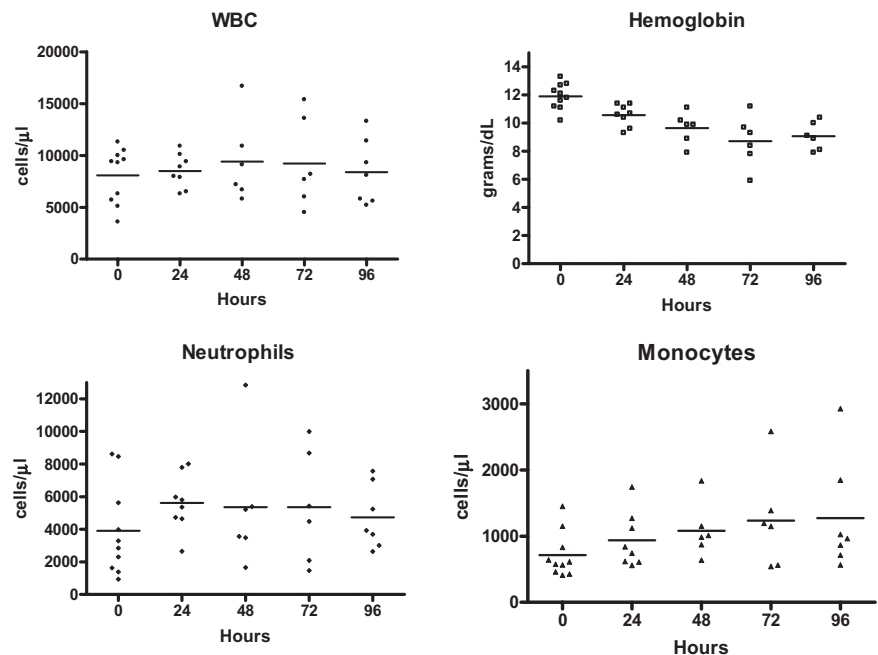 WBC
20000
15000
10000
5000
0
cells/μl
0 24 48 72 96
Hours
Hemoglobin
14
12
10
8
6
4
2
0
grams/dL
0 24 48 72 96
Hours
Neutrophils
12000
10000
8000
6000
4000
2000
0
cells/μl
0 24 48 72 96
Hours
Monocytes
3000
2000
1000
0
cells/μl
0 24 48 72 96
Hours